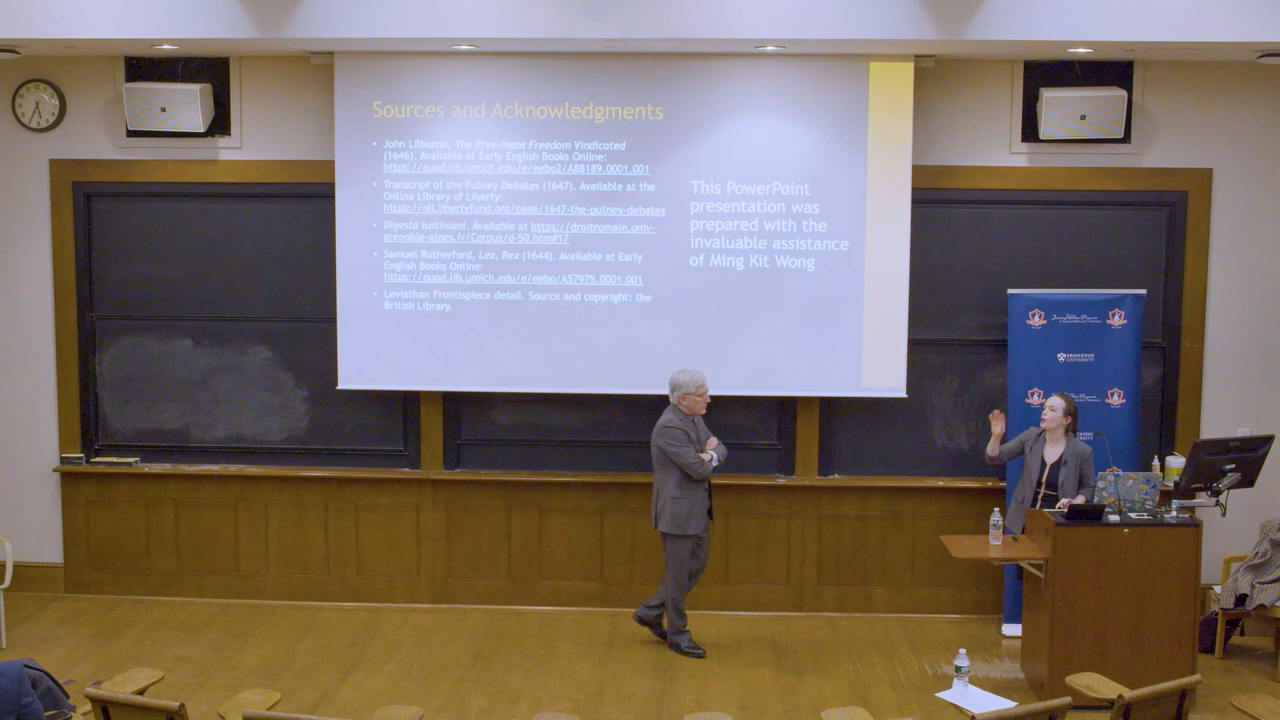 Sources and Acknowledgments
• John Lilburne, The Free-mans Freedom Vindicated
(1646). Available at Early English Books Online:
https://quod.lib.umich.edu/e/eebo2/A88189.0001.001
• Transcript of the Putney Debates (1647). Available at the
Online Library of Liberty:
https://oll.libertyfund.org/page/1647-the-putney-debates
• Digesta Iustiniani. Available at https://droitromain.univ-
grenoble-alpes.fr/Corpus/d-50.htm#17
• Samuel Rutherford, Lex, Rex (1644). Available at Early
English Books Online:
https://quod.lib.umich.edu/e/eebo/A57975.0001.001
• Leviathan Frontispiece detail. Source and copyright: the
British Library.
This PowerPoint
presentation was
prepared with the
invaluable assistance
of Ming Kit Wong
PRINCETON
UNIVERSITY